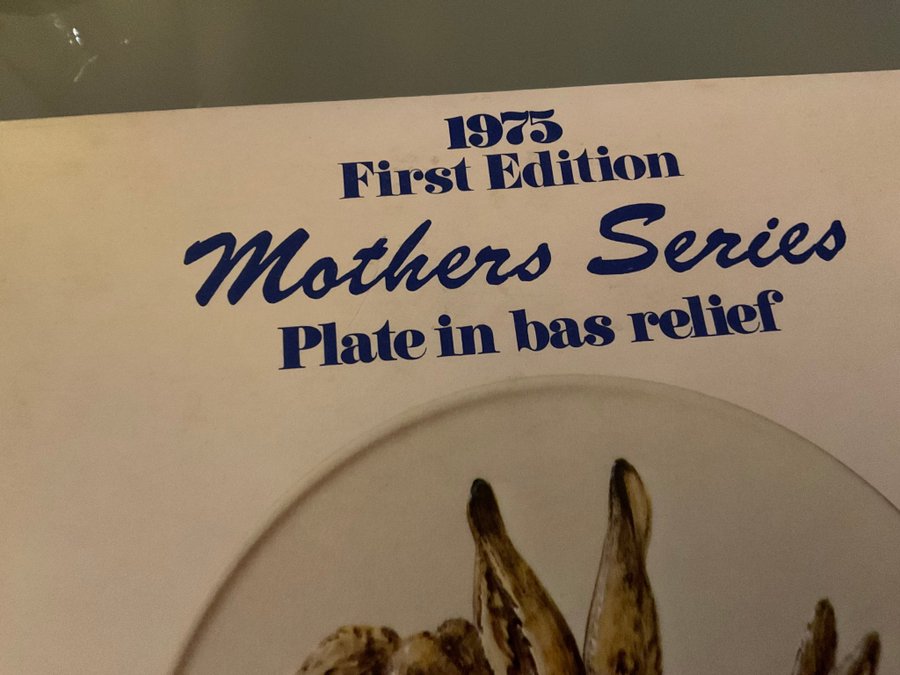 1975
First Edition
Mothers Series
Plate in bas relief